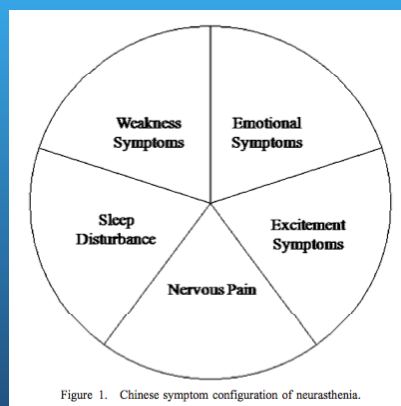 Weakness
Symptoms
Emotional
Symptoms
Sleep
Disturbance
Excitement
Symptoms
Nervous Pain
Figure 1. Chinese symptom configuration of neurasthenia.